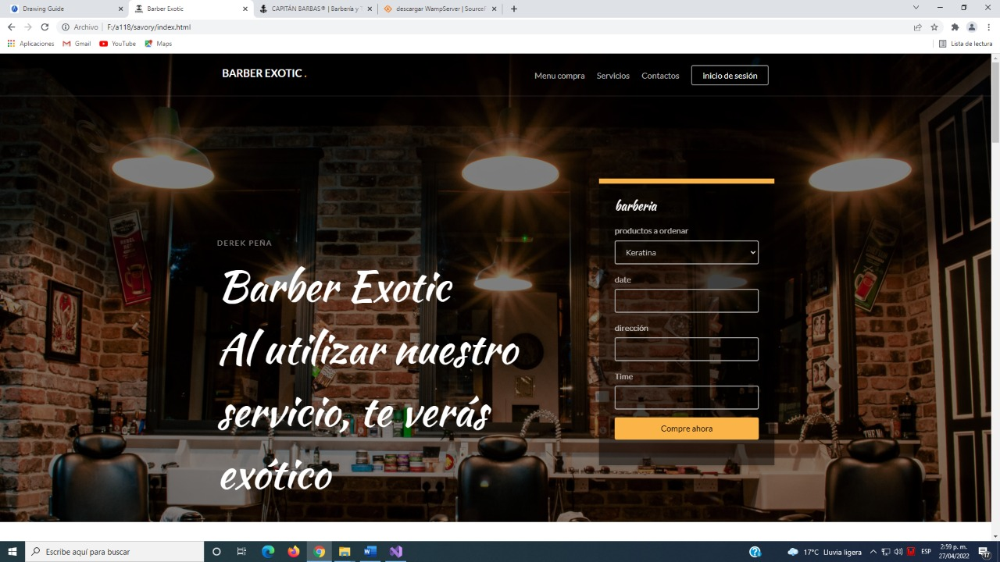 Drawing Guide
Barber Exotic
CAPITÁN BARBAS® | Barbería y T
descargar WampServer | SourceF
Archivo | F:/a118/savory/index.html
Aplicaciones
Gmail
YouTube
Maps
Lista de lectura
BARBER EXOTIC .
Menu compra
Servicios
Contactos
Inicio de sesión
barberia
productos a ordenar
Keratina
date
dirección
Time
Compre ahora
DEREK PEÑA
Barber Exotic
Al utilizar nuestro
servicio, te verás
exótico
Escribe aquí para buscar
17°C Lluvia ligera
ESP
2:59 p. m.
27/04/2022
17